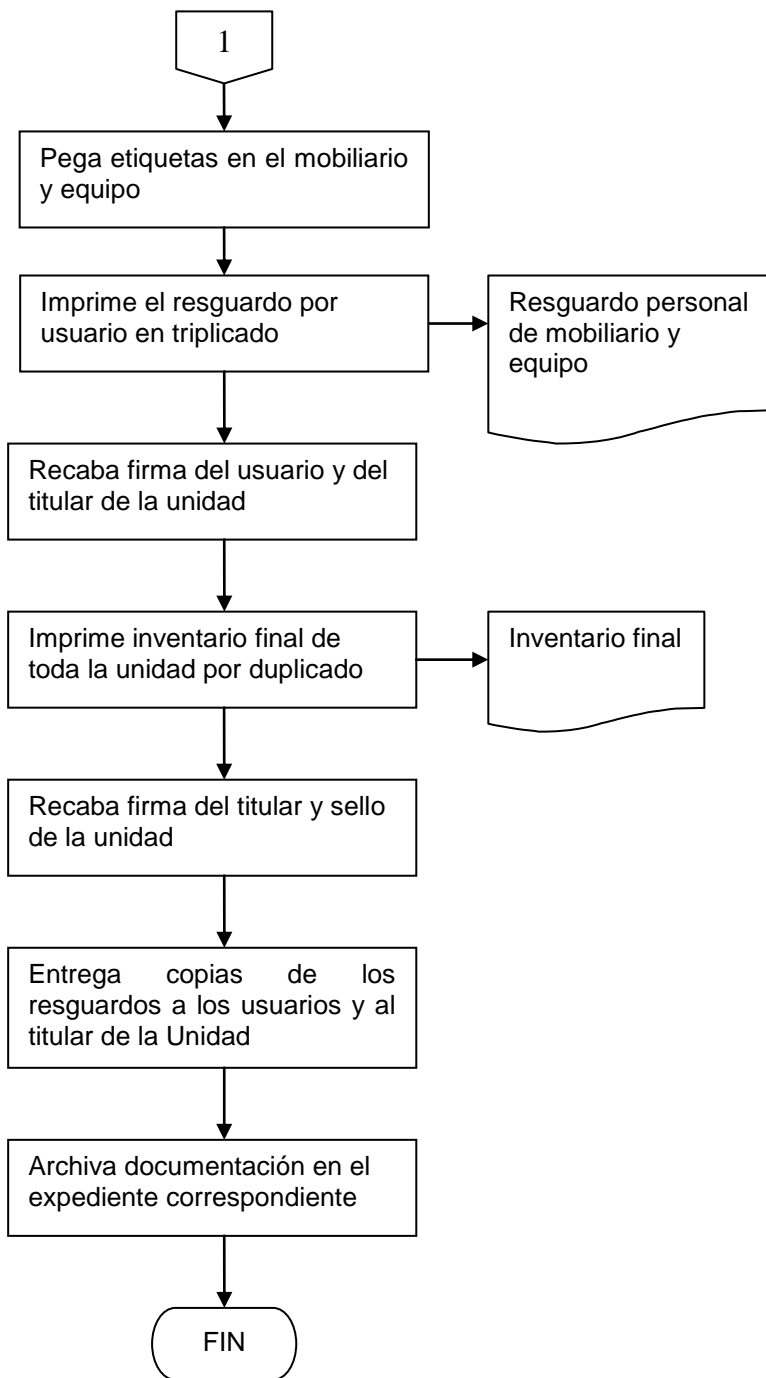 1
Pega etiquetas en el mobiliario
y equipo
Imprime el resguardo por
usuario en triplicado
Resguardo personal
de mobiliario y
equipo
Recaba firma del usuario y del
titular de la unidad
Imprime inventario final de
toda la unidad por duplicado
Inventario final
Recaba firma del titular y sello
de la unidad
Entrega copias de los
resguardos a los usuarios y al
titular de la Unidad
Archiva documentación en el
expediente correspondiente
FIN